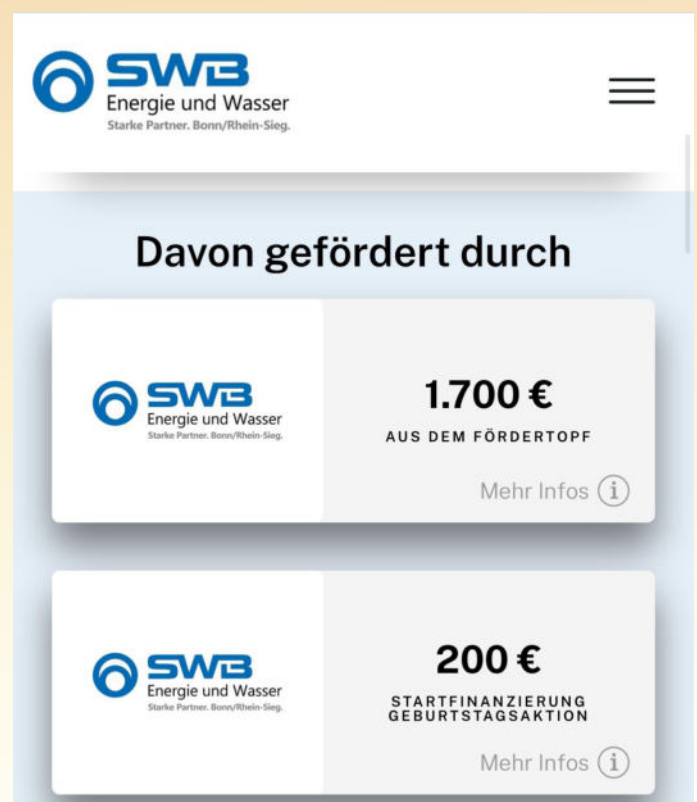 SWB
Energie und Wasser
Starke Partner. Bonn/Rhein-Sieg.
Davon gefördert durch
SWB
Energie und Wasser
Starke Partner. Bonn/Rhein-Sieg.
1.700 €
AUS DEM FÖRDERTOPF
Mehr Infos i
SWB
Energie und Wasser
Starke Partner. Bonn/Rhein-Sieg.
200 €
STARTFINANZIERUNG
GEBURTSTAGSAKTION
Mehr Infos i